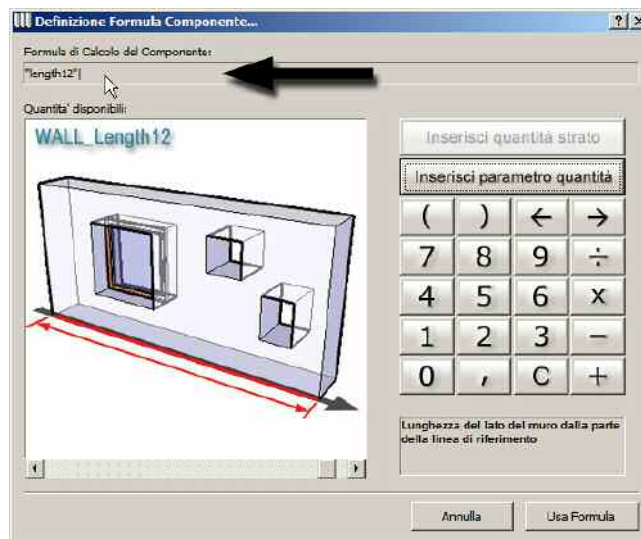 Definizione Formula Componente...
Formula di Calcolo del Componente:
"length12"
Quantita' disponibili:
WALL_Length12
Inserisci quantità strato
Inserisci parametro quantità
( ) ← →
7 8 9 ÷
4 5 6 x
1 2 3 −
0 , C +
Lunghezza del lato del muro dalla parte
della linea di riferimento
Annulla Usa Formula